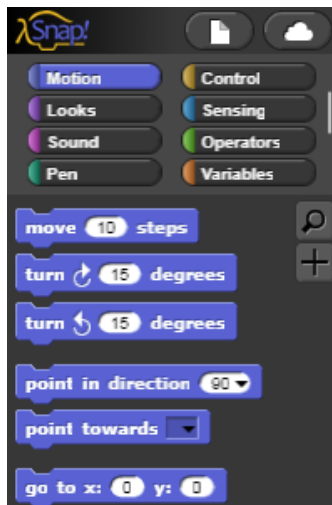 λSnap!
Motion Control
Looks Sensing
Sound Operators
Pen Variables
move 10 steps
turn 15 degrees
turn 15 degrees
point in direction 90
point towards
go to x: 0 y: 0